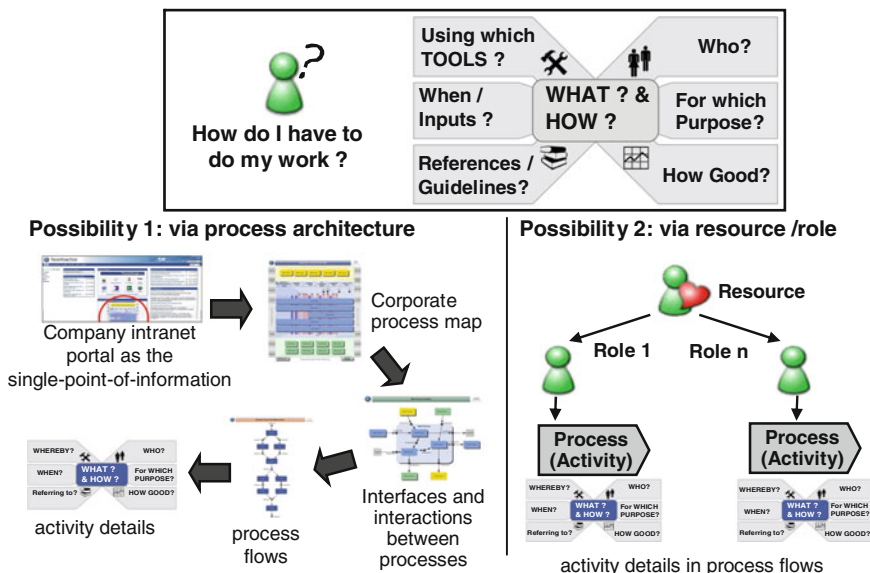 How do I have to
do my work ?
Using which
TOOLS ?
Who?
When /
Inputs ?
WHAT ? &
HOW ?
For which
Purpose?
References /
Guidelines?
How Good?
Possibility 1: via process architecture
Company intranet
portal as the
single-point-of-information
Corporate
process map
Interfaces and
interactions
between
processes
process
flows
WHEREBY?
WHO?
WHEN?
WHAT ?
& HOW ?
For WHICH
PURPOSE?
Referring to?
HOW GOOD?
activity details
Possibility 2: via resource /role
Resource
Role 1
Role n
Process
(Activity)
WHEREBY?
WHO?
WHEN?
WHAT ?
& HOW ?
For WHICH
PURPOSE?
Referring to?
HOW GOOD?
Process
(Activity)
WHEREBY?
WHO?
WHEN?
WHAT ?
& HOW ?
For WHICH
PURPOSE?
Referring to?
HOW GOOD?
activity details in process flows